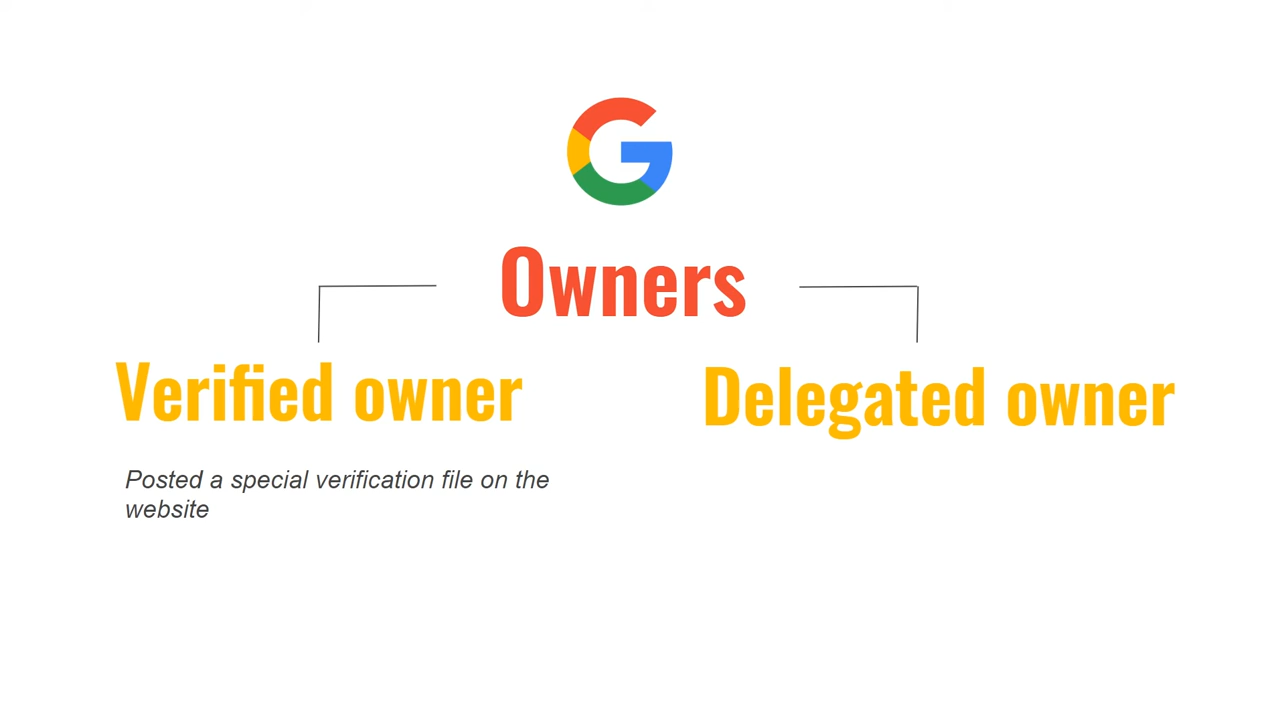 Owners
Verified owner
Delegated owner
Posted a special verification file on the
website